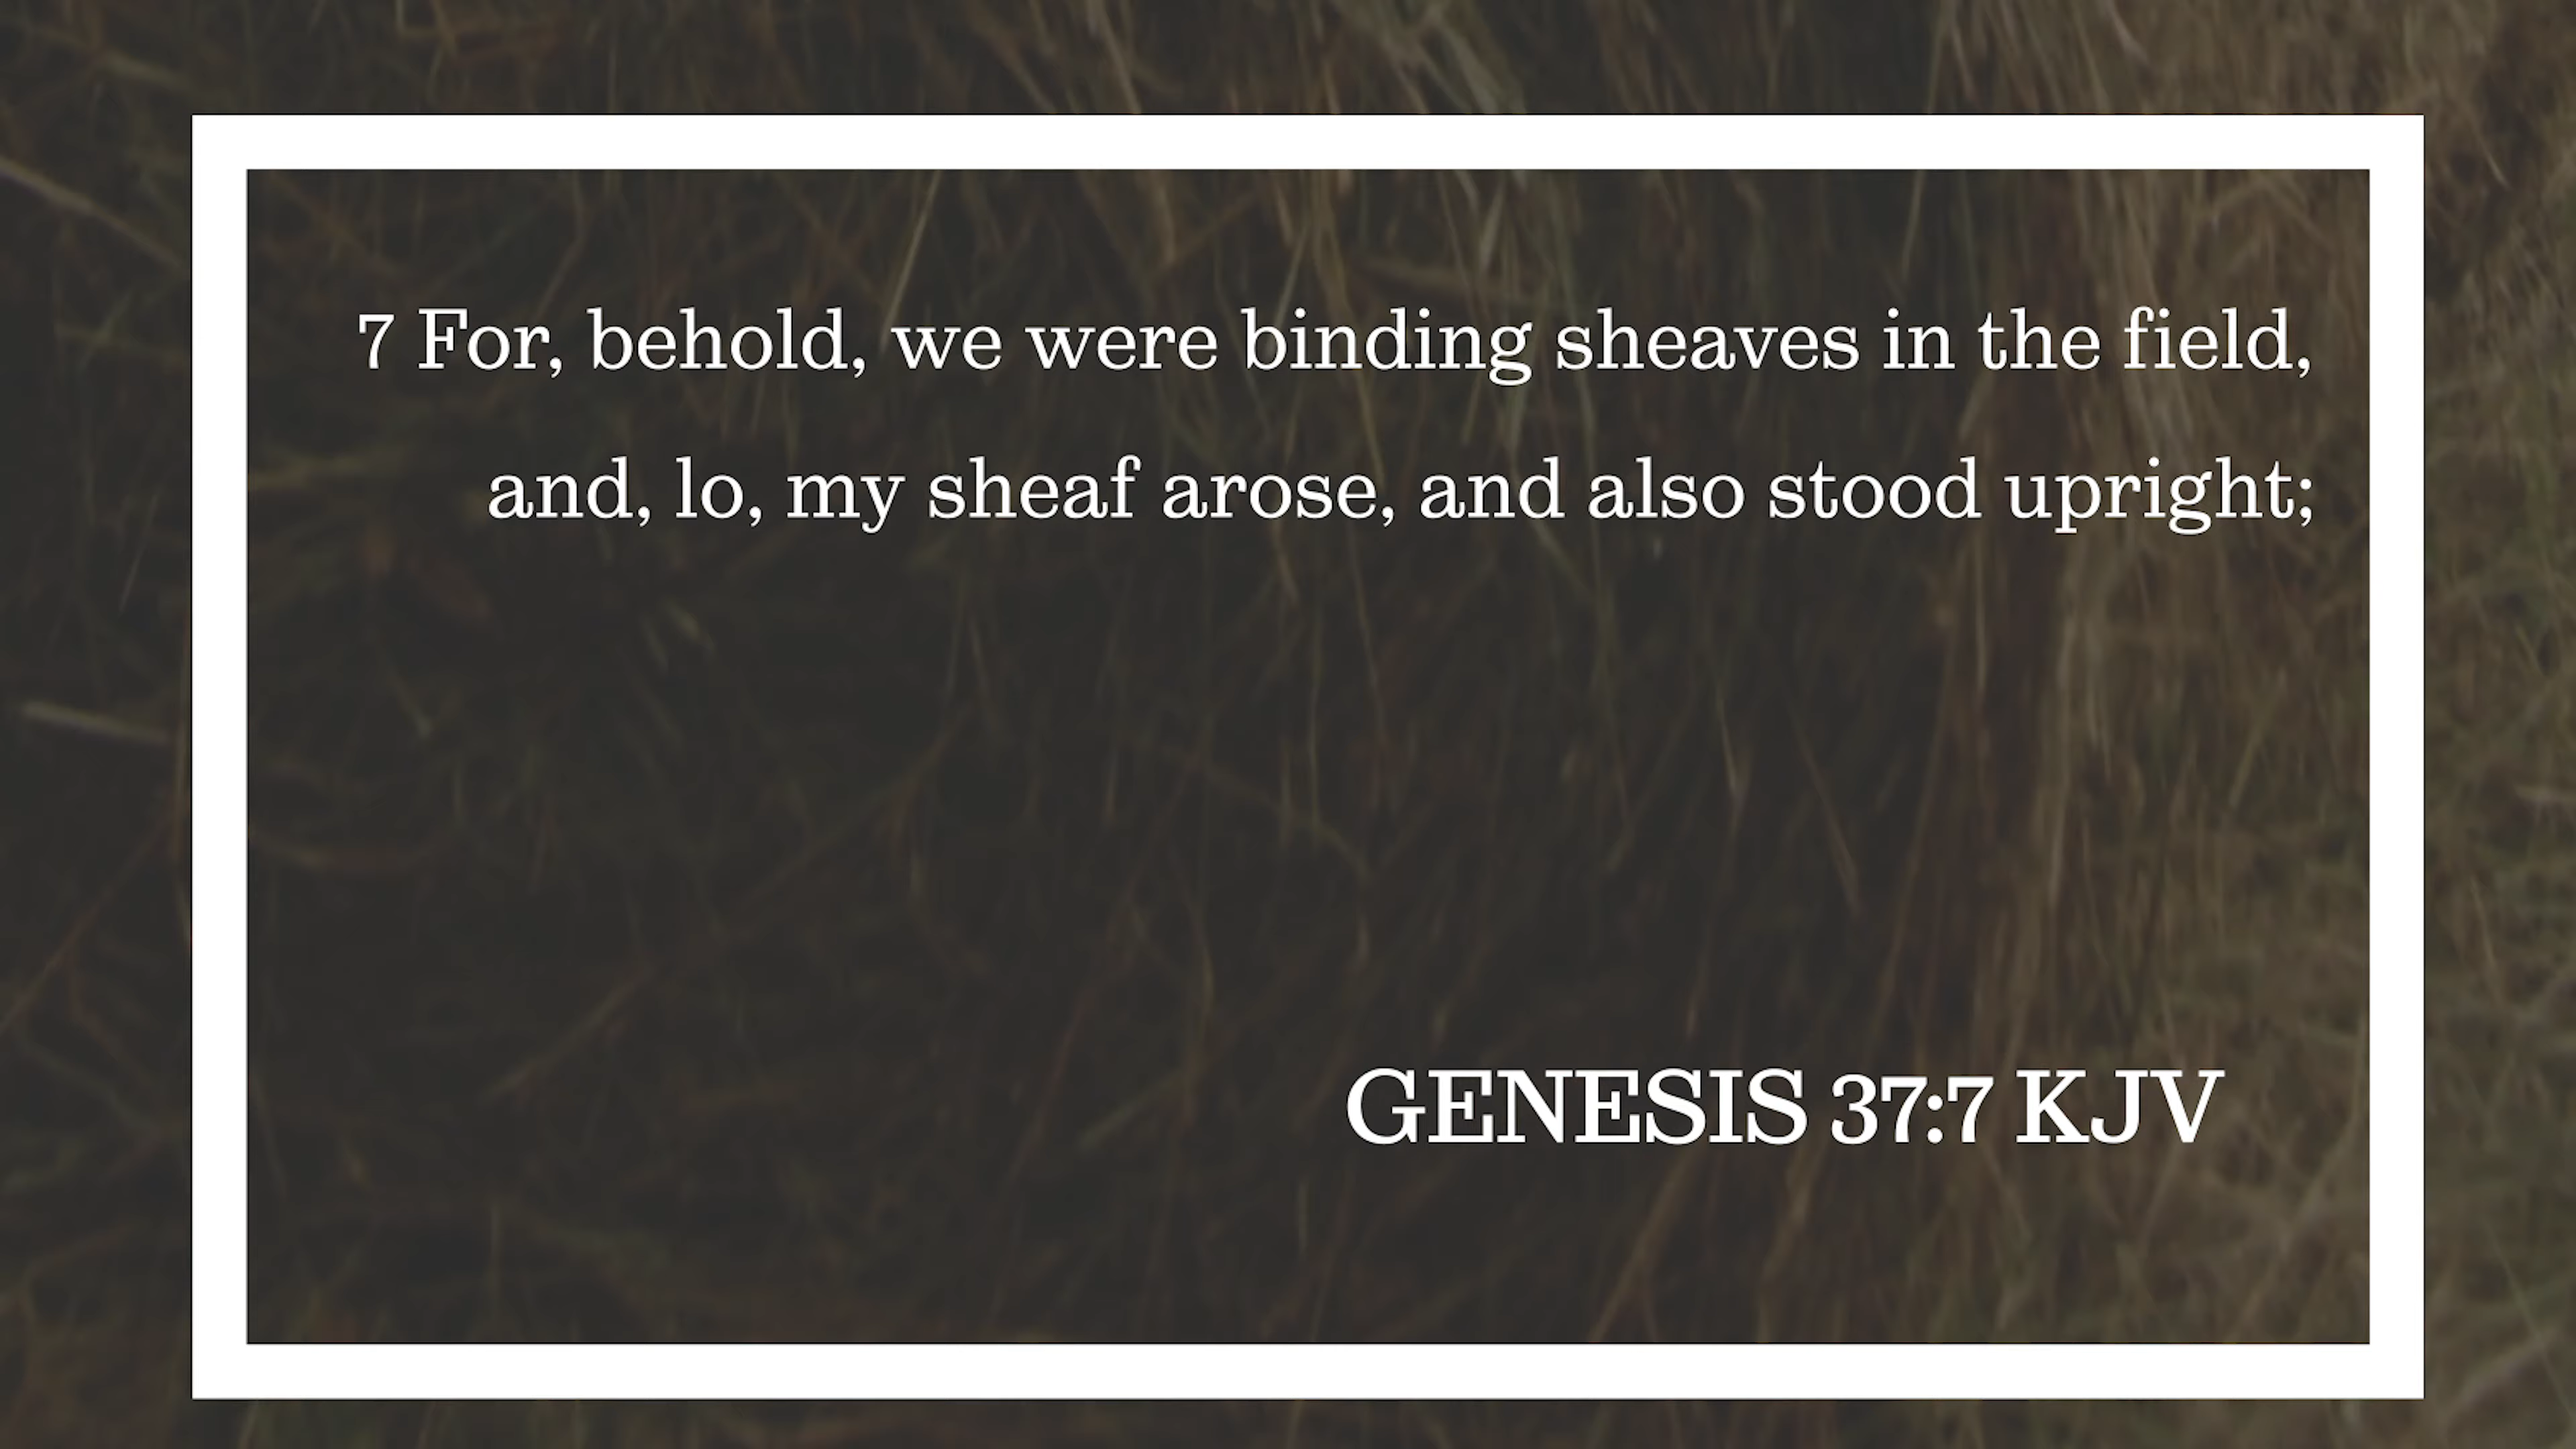 7 For, behold, we were binding sheaves in the field,
and, lo, my sheaf arose, and also stood upright;
GENESIS 37:7 KJV